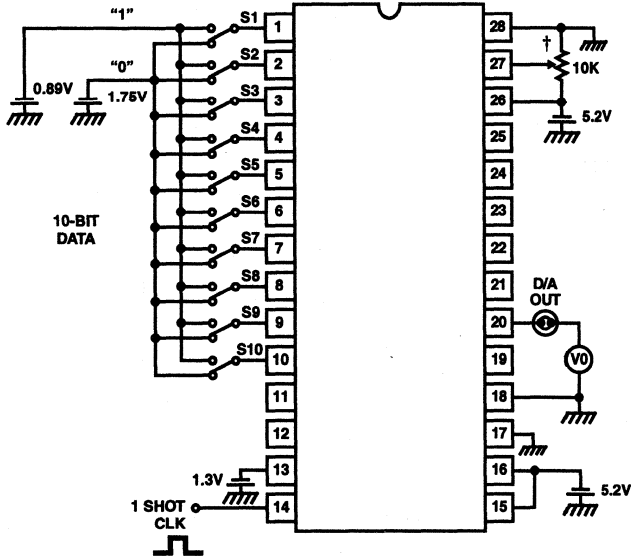 "1"
S1
1
28
"0"
S2
2
27
†
10K
0.89V
1.75V
S3
3
26
5.2V
S4
4
25
S5
5
24
10-BIT
DATA
S6
6
23
S7
7
22
S8
8
21
D/A
OUT
S9
9
20
S10
10
19
V0
11
18
12
17
1.3V
13
16
5.2V
1 SHOT
CLK
14
15